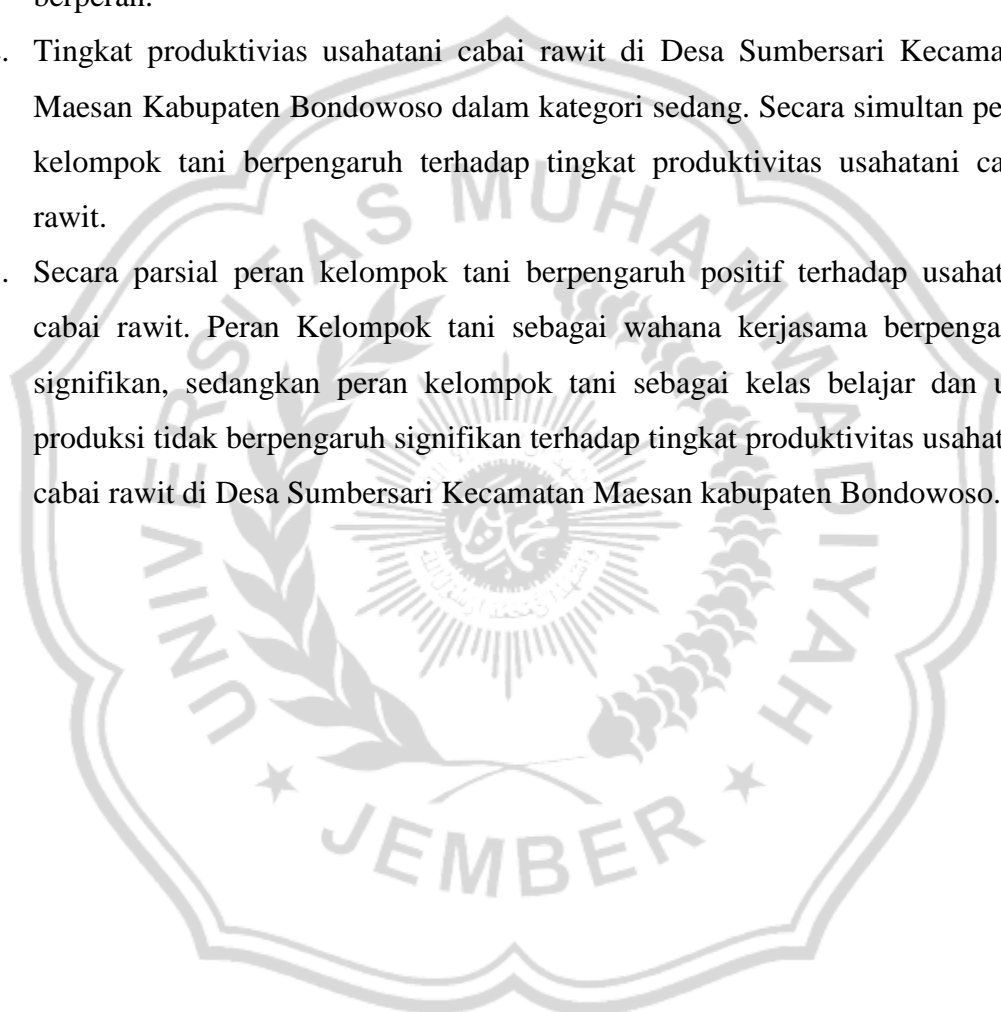 berperan.
. Tingkat produktivias usahatani cabai rawit di Desa Sumbersari Kecama
Maesan Kabupaten Bondowoso dalam kategori sedang. Secara simultan pe
kelompok tani berpengaruh terhadap tingkat produktivitas usahatani ca
rawit.
. Secara parsial peran kelompok tani berpengaruh positif terhadap usahat
cabai rawit. Peran Kelompok tani sebagai wahana kerjasama berpenga
signifikan, sedangkan peran kelompok tani sebagai kelas belajar dan u
produksi tidak berpengaruh signifikan terhadap tingkat produktivitas usahat
cabai rawit di Desa Sumbersari Kecamatan Maesan kabupaten Bondowoso.
UNIVERSITAS MUHAMMADIYAH
JEMBER